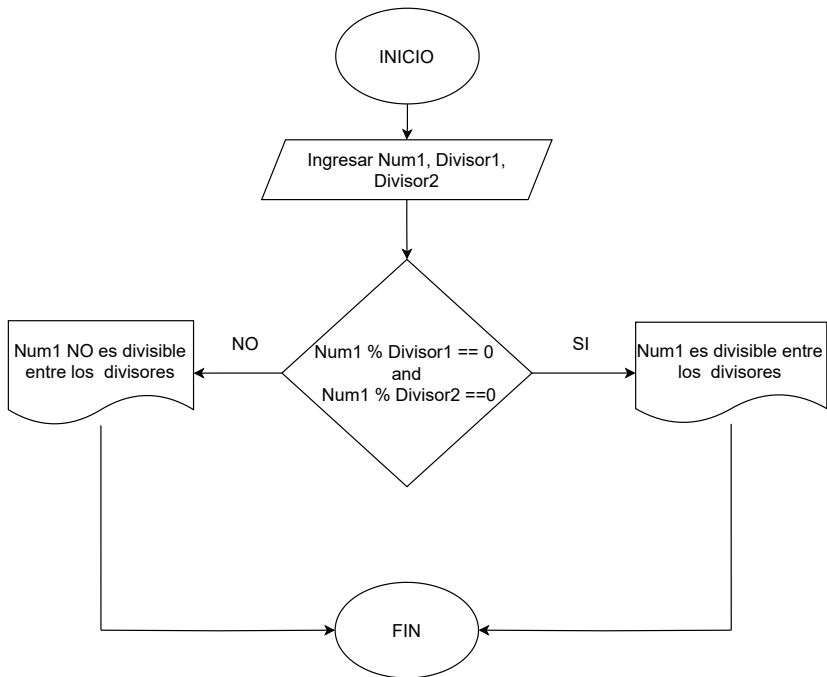 INICIO
Ingresar Num1, Divisor1,
Divisor2
Num1 NO es divisible
entre los divisores
NO
Num1 % Divisor1 == 0
and
Num1 % Divisor2 ==0
SI
Num1 es divisible entre
los divisores
FIN